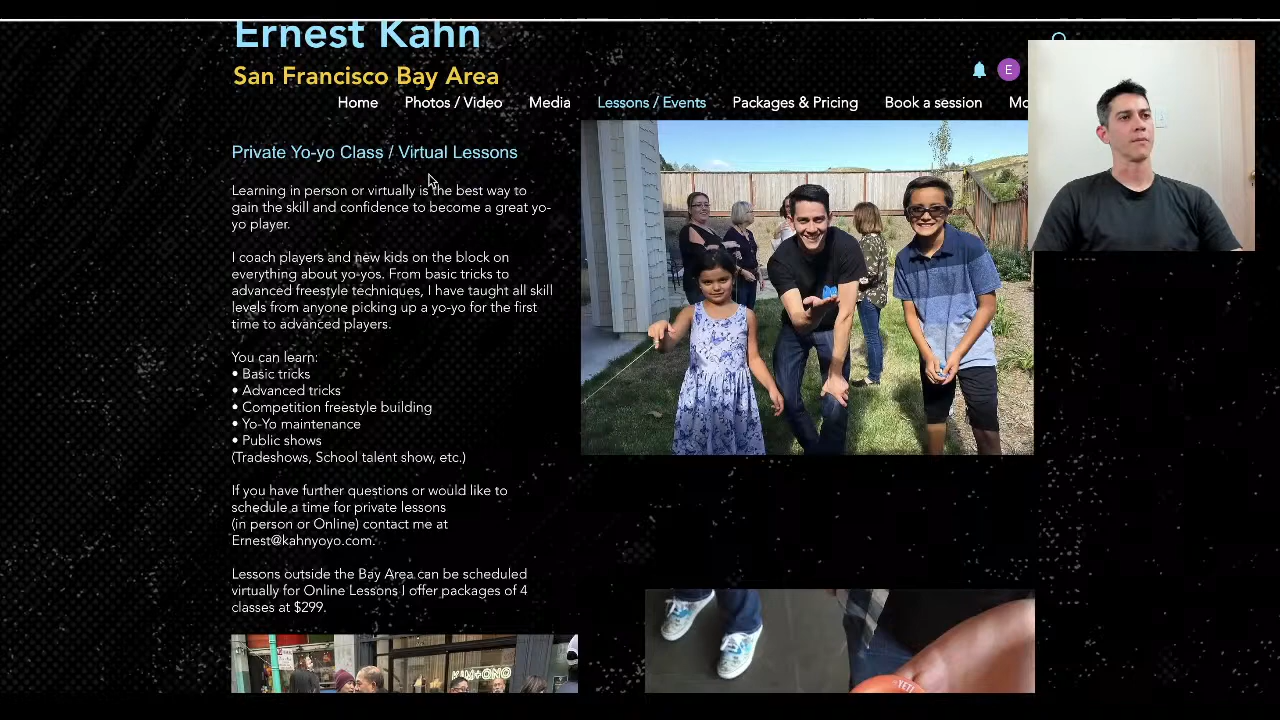 Ernest Kahn
San Francisco Bay Area
E
Home Photos / Video Media Lessons / Events Packages & Pricing Book a session Mo
Private Yo-yo Class / Virtual Lessons
Learning in person or virtually is the best way to
gain the skill and confidence to become a great yo-
yo player.
I coach players and new kids on the block on
everything about yo-yos. From basic tricks to
advanced freestyle techniques, I have taught all skill
levels from anyone picking up a yo-yo for the first
time to advanced players.
You can learn:
• Basic tricks
• Advanced tricks
• Competition freestyle building
• Yo-Yo maintenance
• Public shows
(Tradeshows, School talent show, etc.)
If you have further questions or would like to
schedule a time for private lessons
(in person or Online) contact me at
Ernest@kahnyoyo.com.
Lessons outside the Bay Area can be scheduled
virtually for Online Lessons I offer packages of 4
classes at $299.
KIM+ONO
YETI